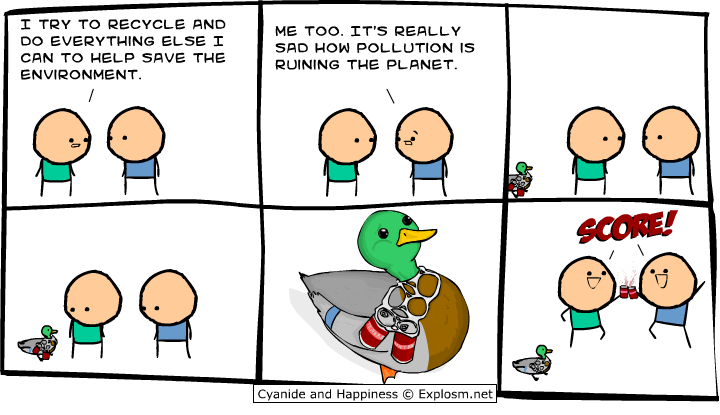 I TRY TO RECYCLE AND
DO EVERYTHING ELSE I
CAN TO HELP SAVE THE
ENVIRONMENT.
ME TOO. IT'S REALLY
SAD HOW POLLUTION IS
RUINING THE PLANET.
SCORE!
Cyanide and Happiness © Explosm.net